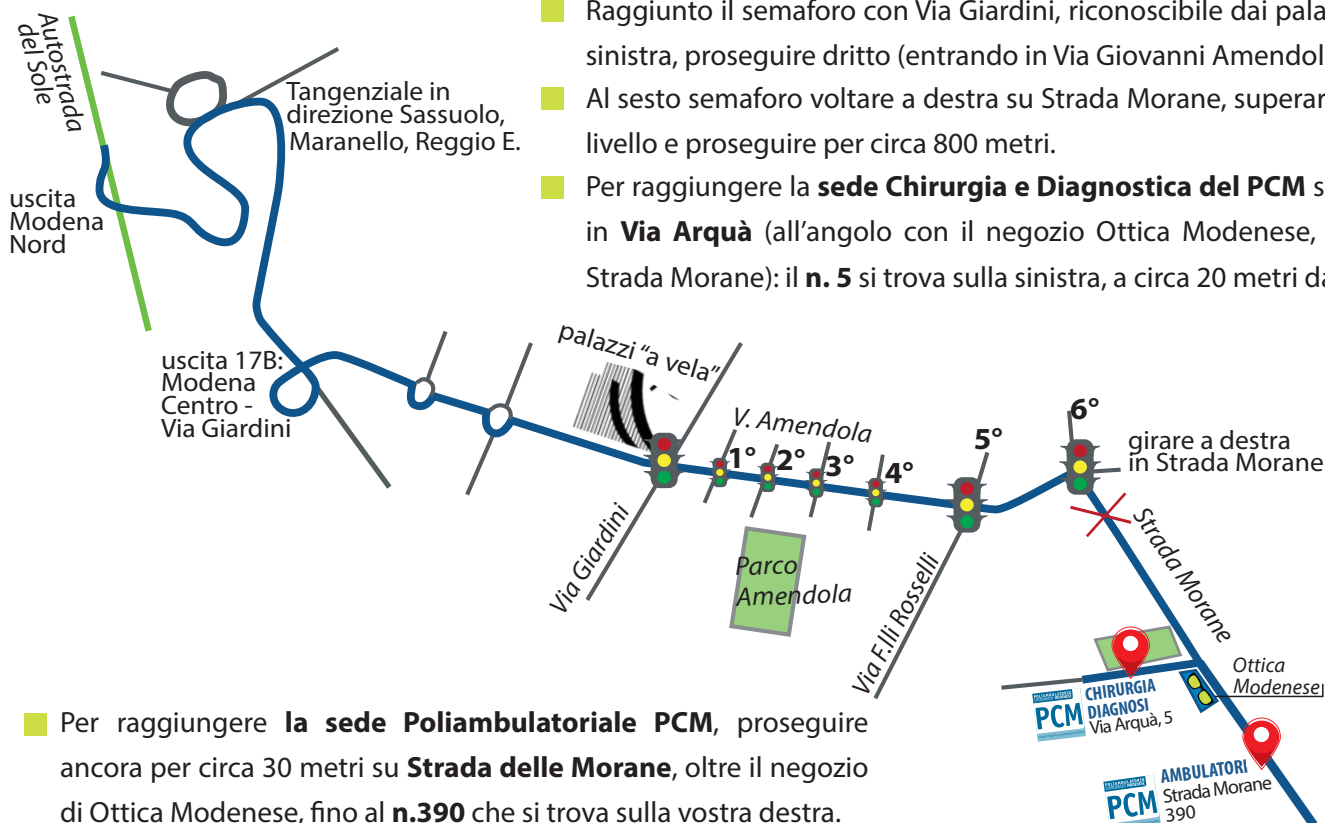 Raggiunto il semaforo con Via Giardini, riconoscibile dai pala
sinistra, proseguire dritto (entrando in Via Giovanni Amendol
Al sesto semaforo voltare a destra su Strada Morane, superar
livello e proseguire per circa 800 metri.
Per raggiungere la sede Chirurgia e Diagnostica del PCM s
in Via Arquà (all'angolo con il negozio Ottica Modenese,
Strada Morane): il n. 5 si trova sulla sinistra, a circa 20 metri da
Autostrada
del Sole
Tangenziale in
direzione Sassuolo,
Maranello, Reggio E.
uscita
Modena
Nord
uscita 17B:
Modena
Centro -
Via Giardini
palazzi "a vela"
V. Amendola
1°
2°
3°
4°
5°
6°
girare a destra
in Strada Morane
Via Giardini
Parco
Amendola
Via F.lli Rosselli
Strada Morane
Ottica
Modenese
PCM
CHIRURGIA
DIAGNOSI
Via Arquà, 5
PCM
AMBULATORI
Strada Morane
390
Per raggiungere la sede Poliambulatoriale PCM, proseguire
ancora per circa 30 metri su Strada delle Morane, oltre il negozio
di Ottica Modenese, fino al n.390 che si trova sulla vostra destra.